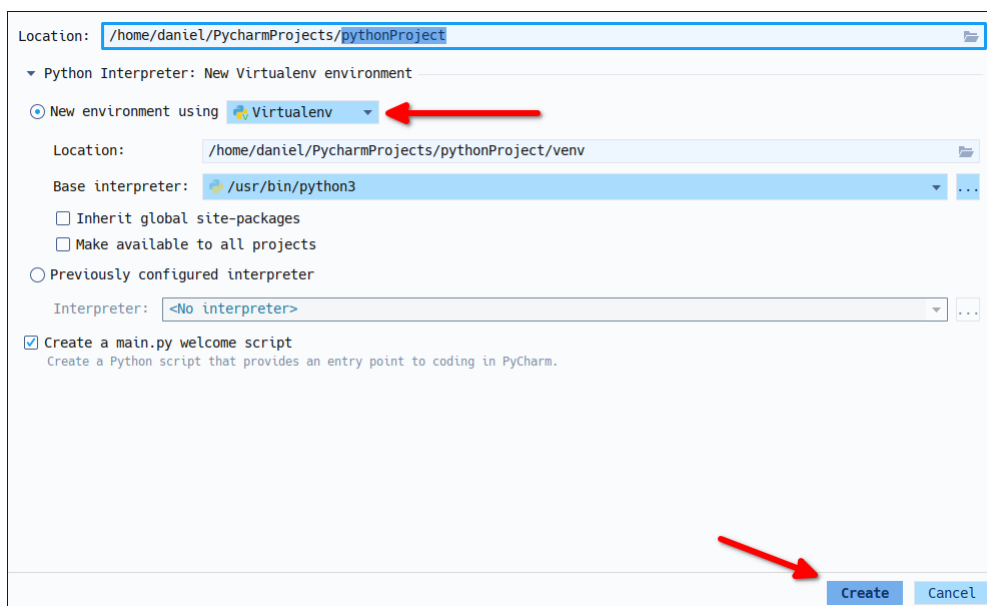 Location: /home/daniel/PycharmProjects/pythonProject
Python Interpreter: New Virtualenv environment
New environment using Virtualenv
Location: /home/daniel/PycharmProjects/pythonProject/venv
Base interpreter: /usr/bin/python3 ...
Inherit global site-packages
Make available to all projects
Previously configured interpreter
Interpreter: <No interpreter> ...
Create a main.py welcome script
Create a Python script that provides an entry point to coding in PyCharm.
Create Cancel